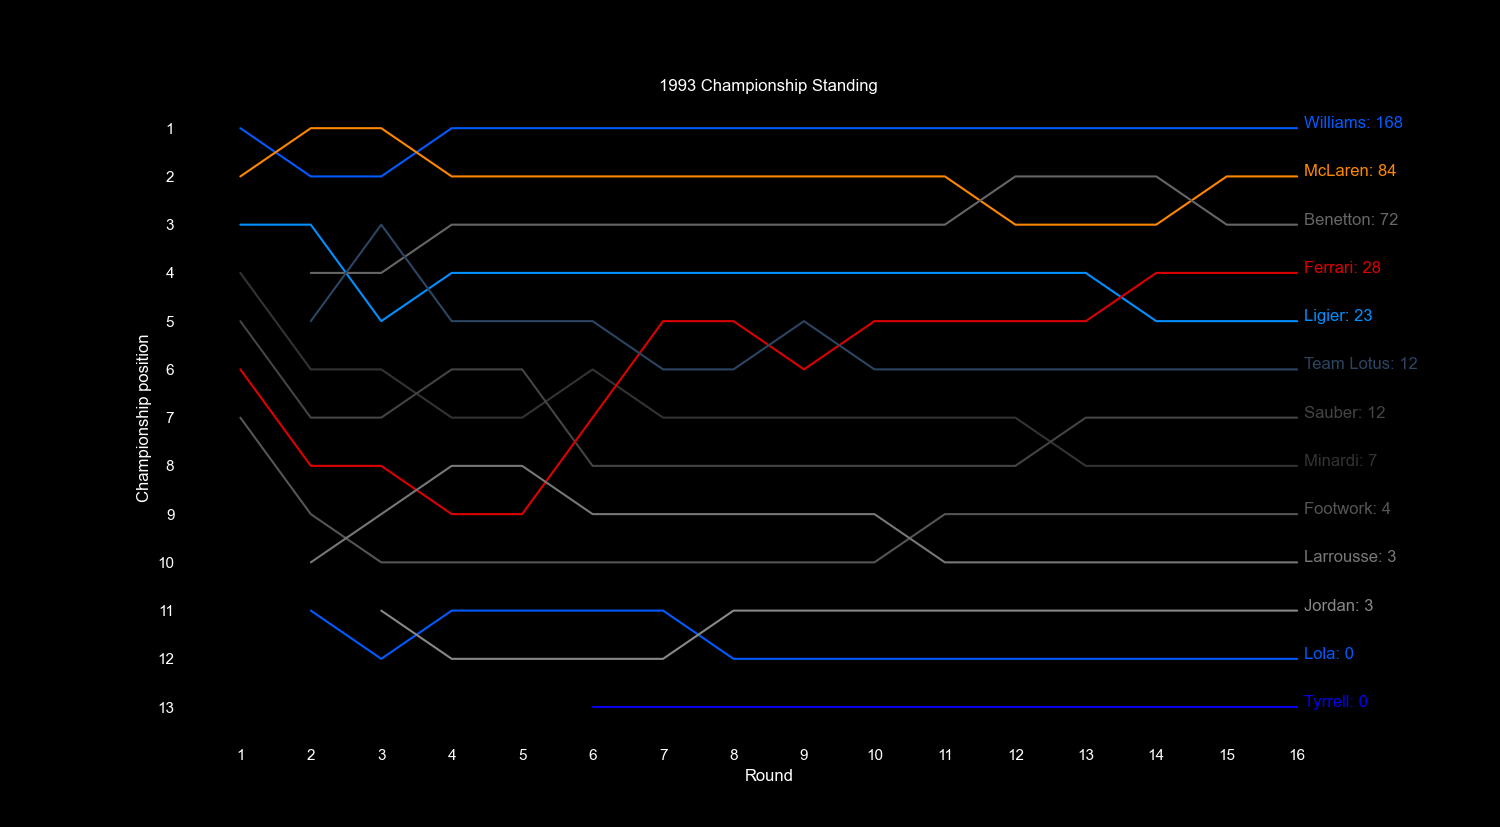 1993 Championship Standing
Championship position
1
2
3
4
5
6
7
8
9
10
11
12
13
Williams: 168
McLaren: 84
Benetton: 72
Ferrari: 28
Ligier: 23
Team Lotus: 12
Sauber: 12
Minardi: 7
Footwork: 4
Larrousse: 3
Jordan: 3
Lola: 0
Tyrrell: 0
1 2 3 4 5 6 7 8 9 10 11 12 13 14 15 16
Round